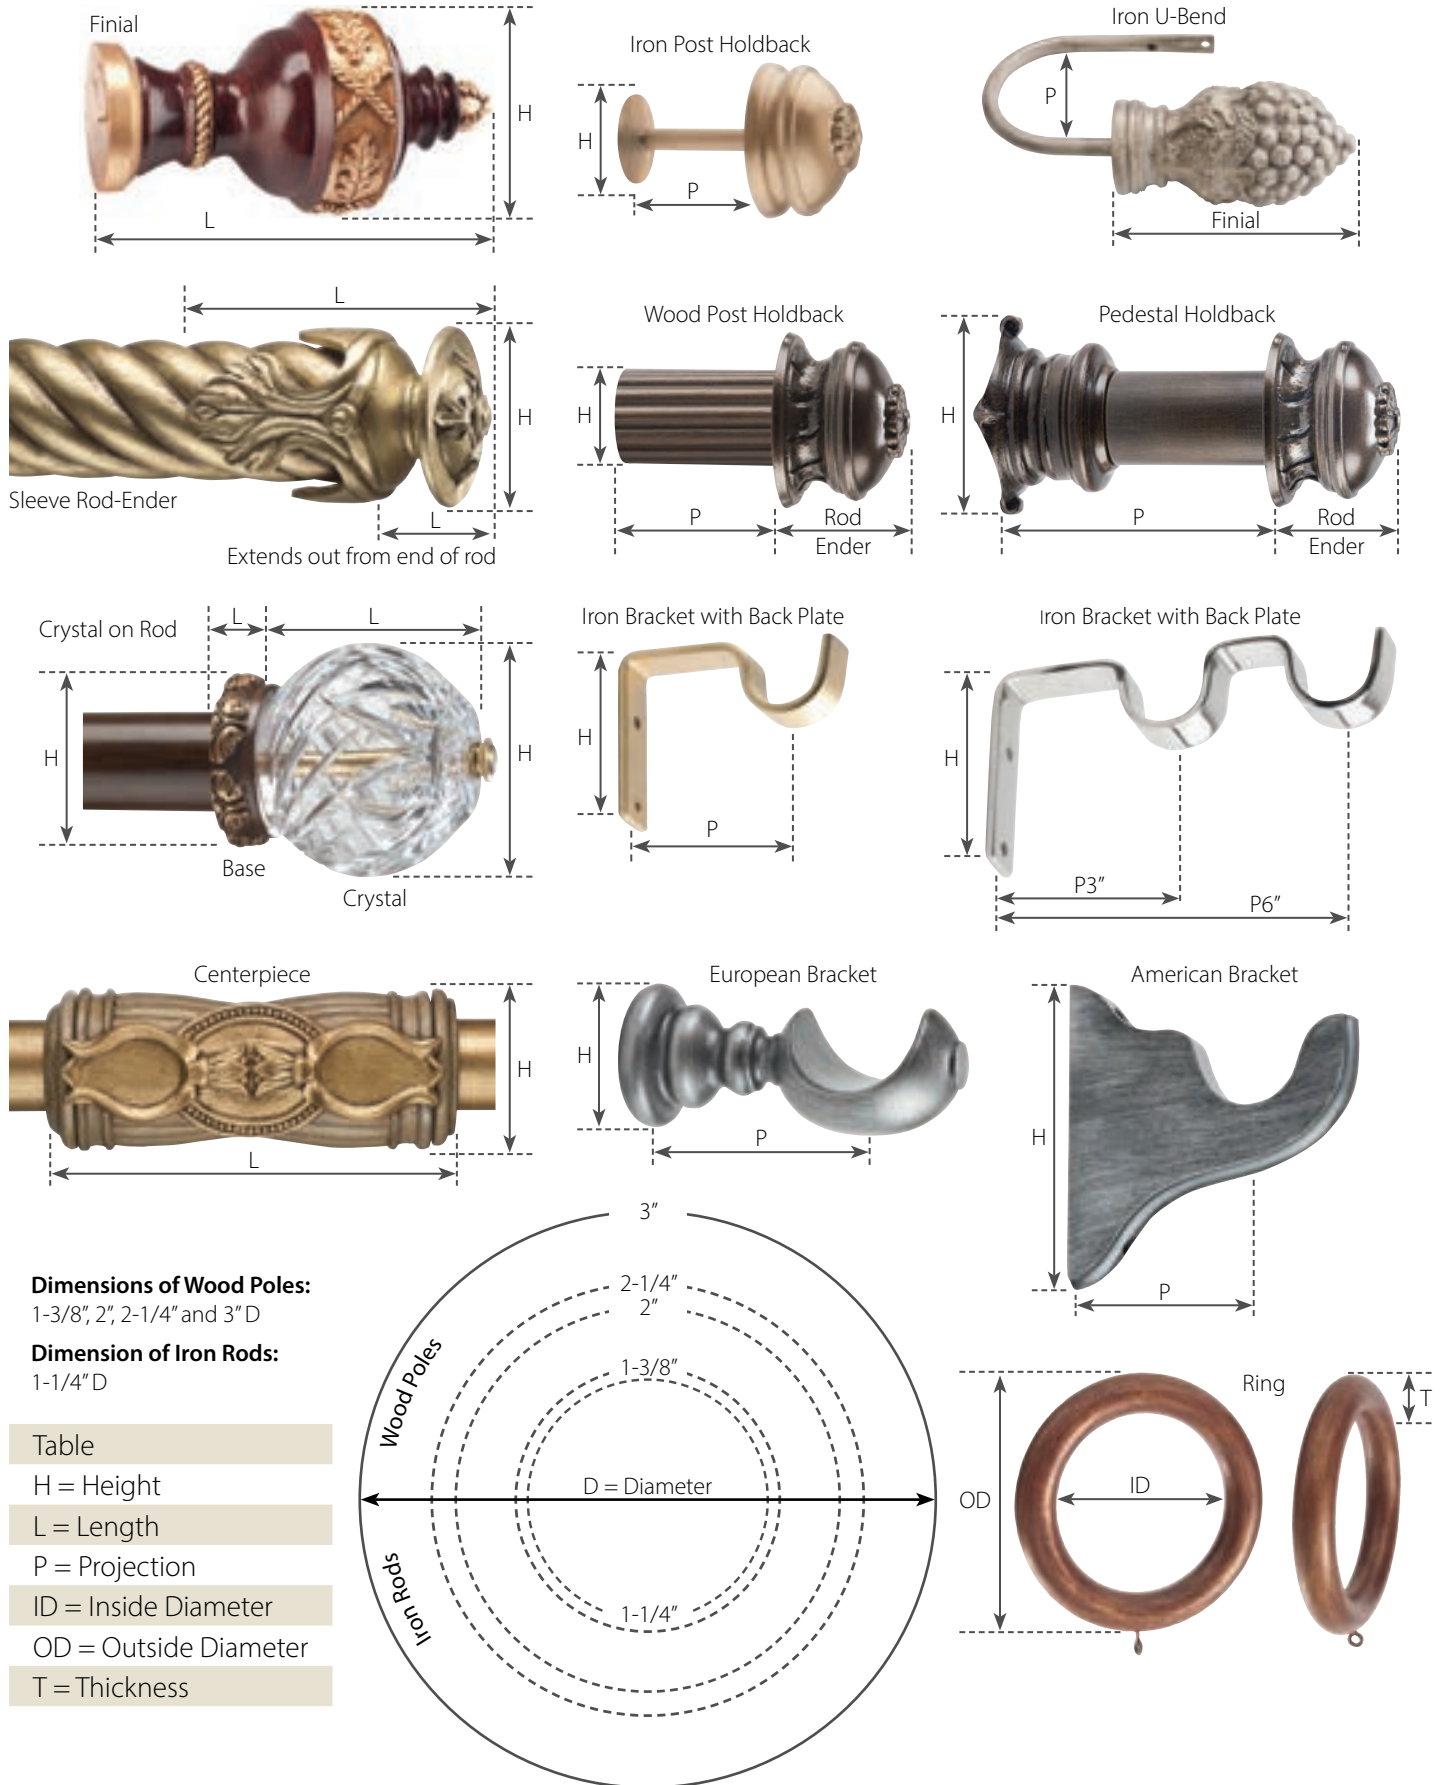 Finial
H
L
Iron Post Holdback
H
P
Iron U-Bend
P
Finial
L
H
Sleeve Rod-Ender
L
Extends out from end of rod
Wood Post Holdback
H
P
Rod
Ender
Pedestal Holdback
H
P
Rod
Ender
Crystal on Rod
L
L
H
H
Base
Crystal
Iron Bracket with Back Plate
H
P
Iron Bracket with Back Plate
H
P3”
P6”
Centerpiece
H
L
European Bracket
H
P
American Bracket
H
P
Dimensions of Wood Poles:
1-3/8”, 2”, 2-1/4” and 3” D
Dimension of Iron Rods:
1-1/4” D
Table
H = Height
L = Length
P = Projection
ID = Inside Diameter
OD = Outside Diameter
T = Thickness
3”
2-1/4”
2”
1-3/8”
Wood Poles
D = Diameter
Iron Rods
1-1/4”
Ring
T
OD
ID